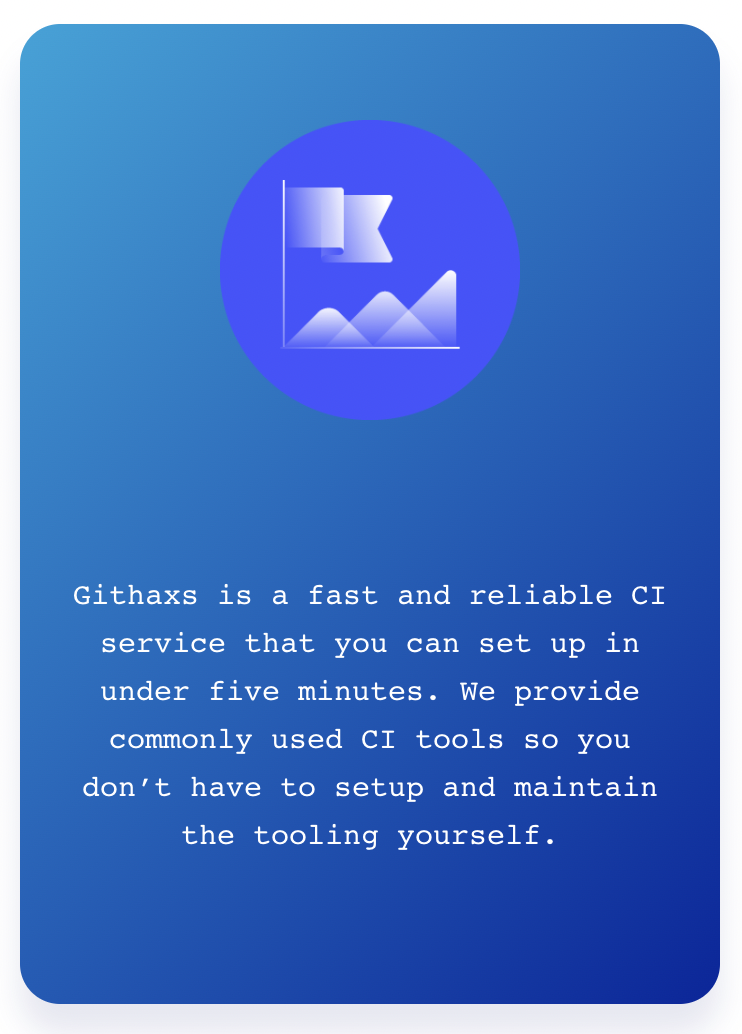 Githaxs is a fast and reliable CI
service that you can set up in
under five minutes. We provide
commonly used CI tools so you
don’t have to setup and maintain
the tooling yourself.